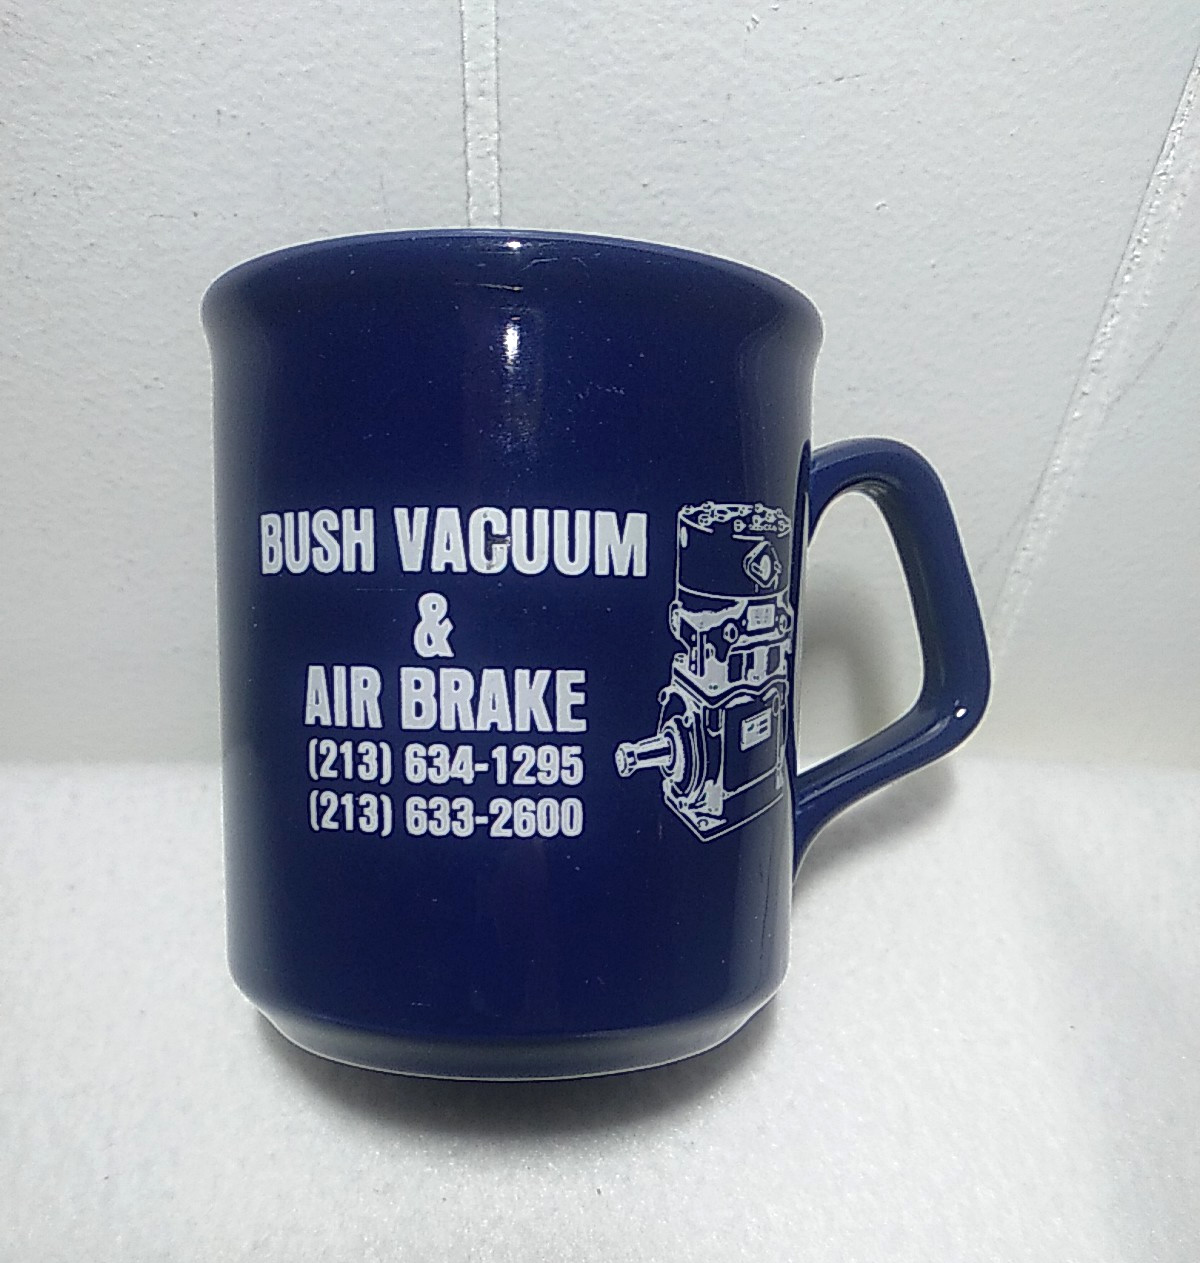 BUSH VACUUM
&
AIR BRAKE
(213) 634-1295
(213) 633-2600